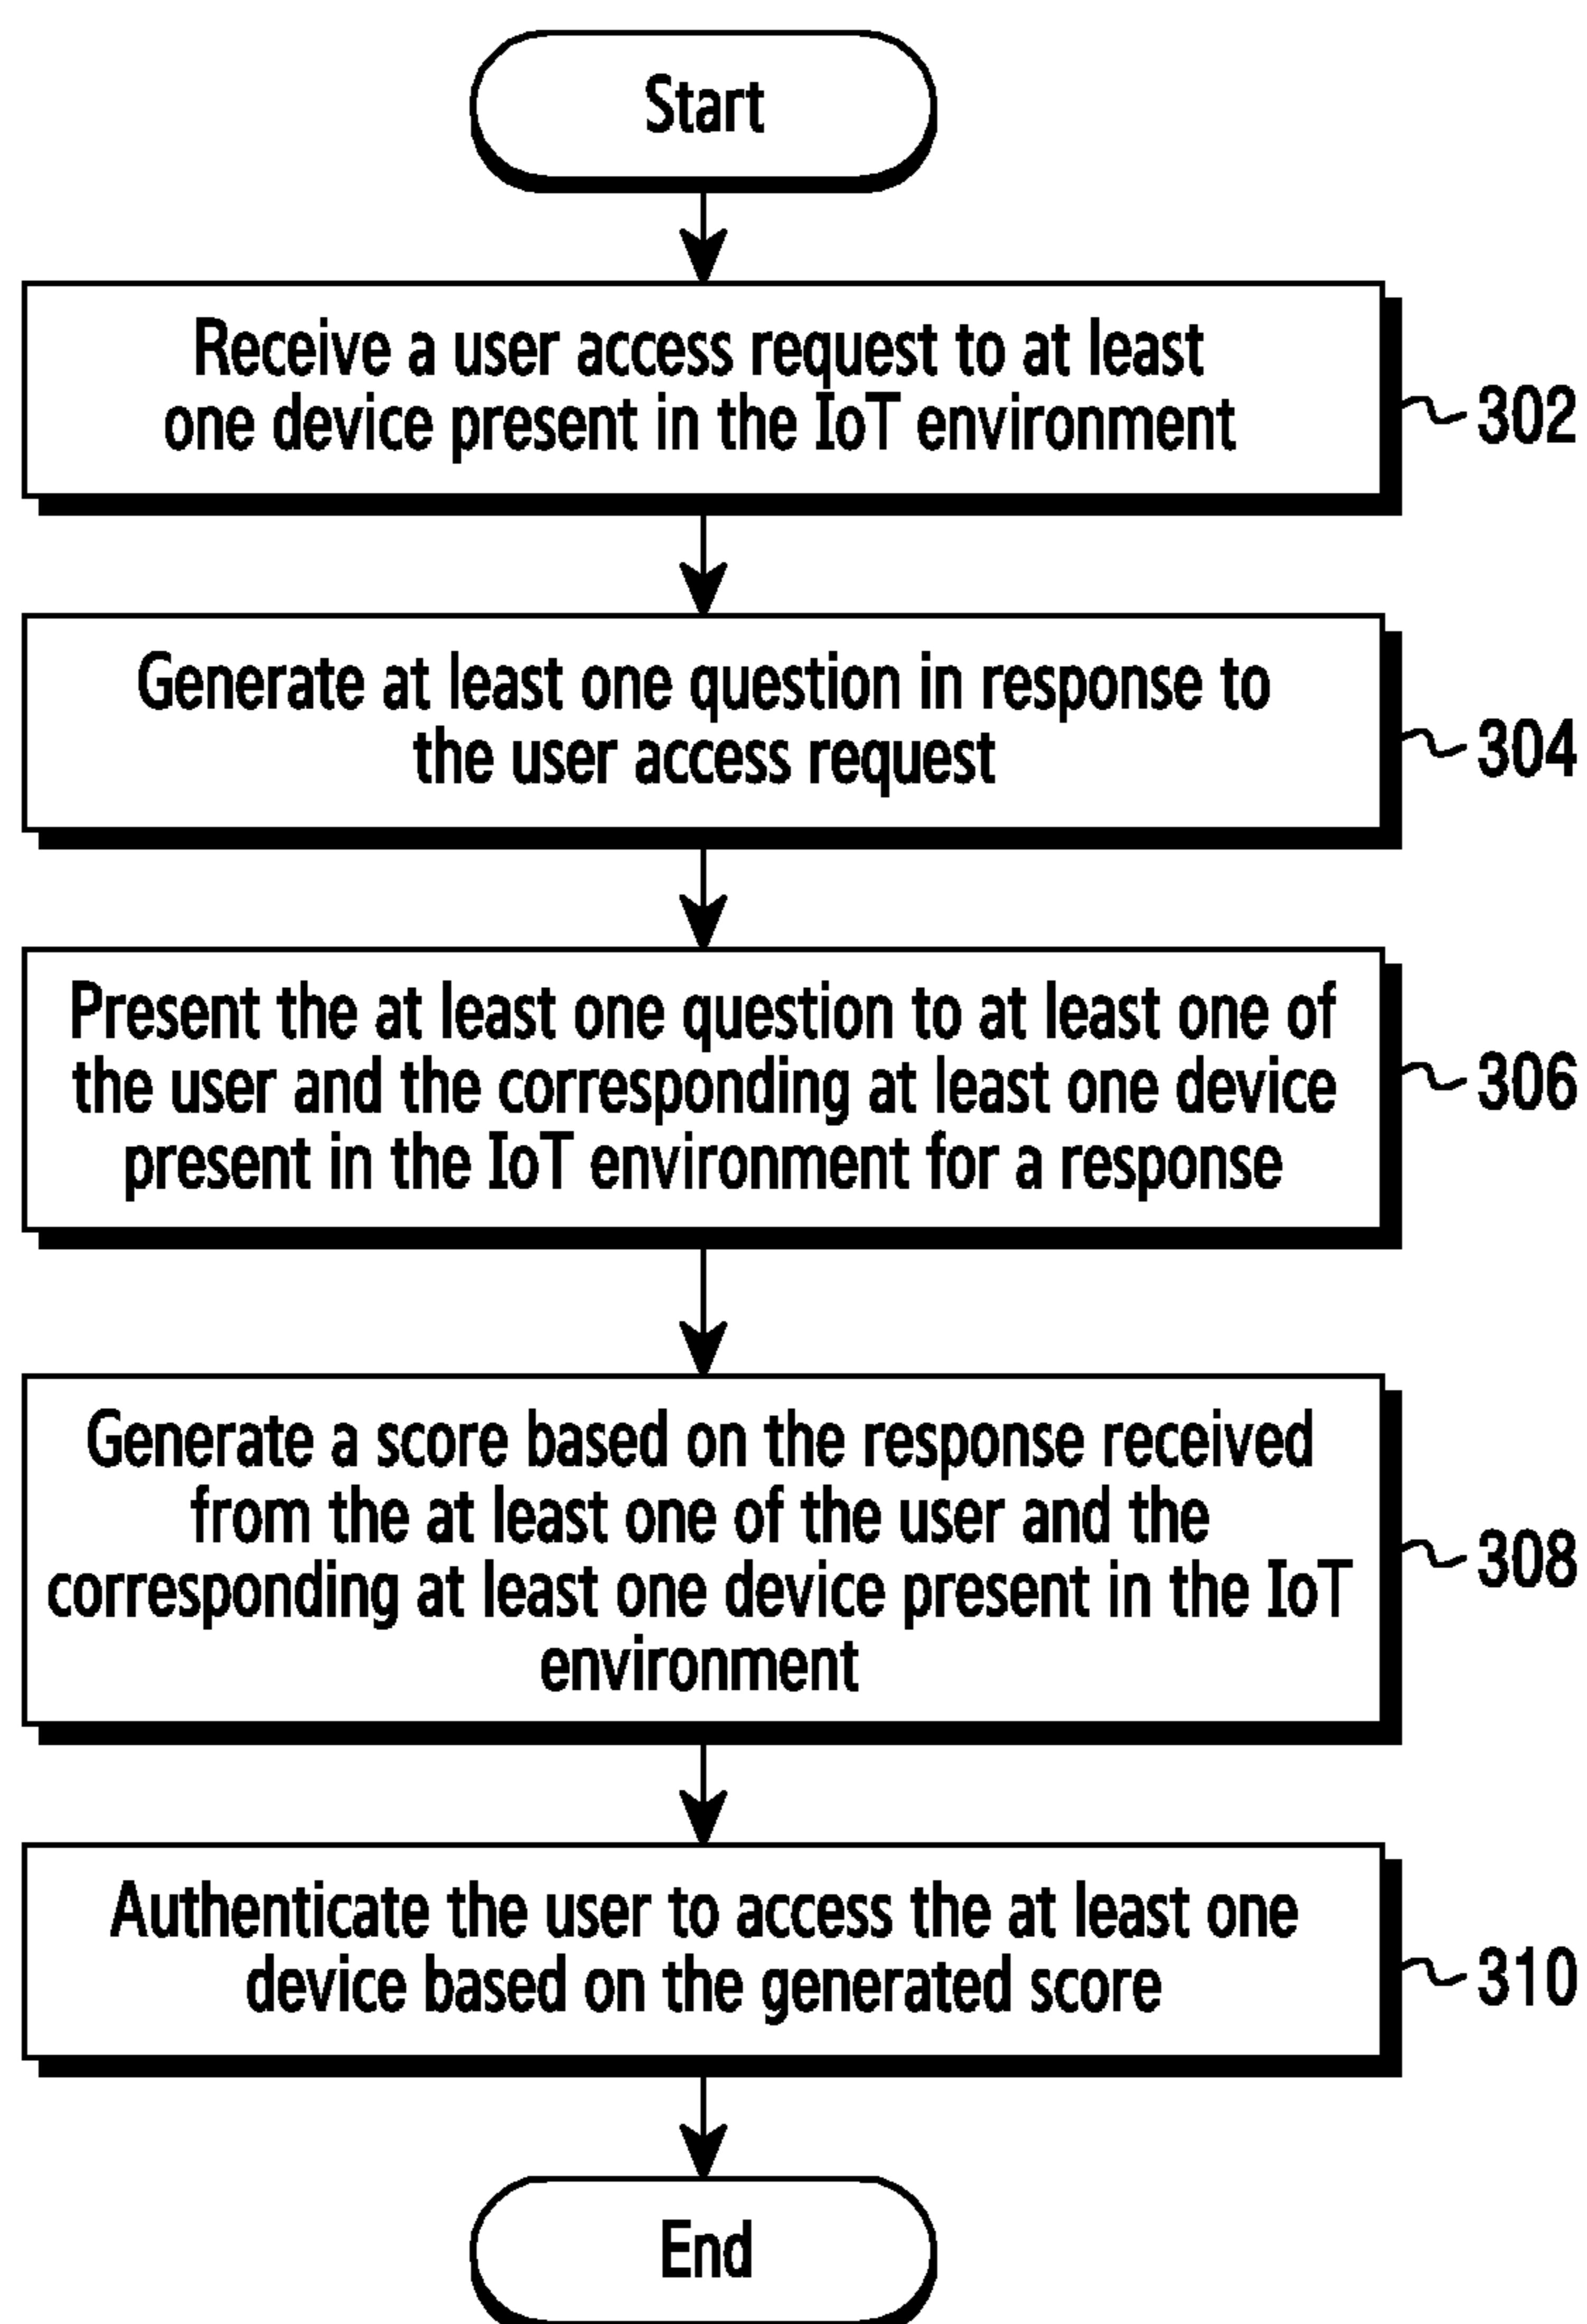 Start
Receive a user access request to at least
one device present in the IoT environment
302
Generate at least one question in response to
the user access request
304
Present the at least one question to at least one of
the user and the corresponding at least one device
present in the IoT environment for a response
306
Generate a score based on the response received
from the at least one of the user and the
corresponding at least one device present in the IoT
environment
308
Authenticate the user to access the at least one
device based on the generated score
310
End